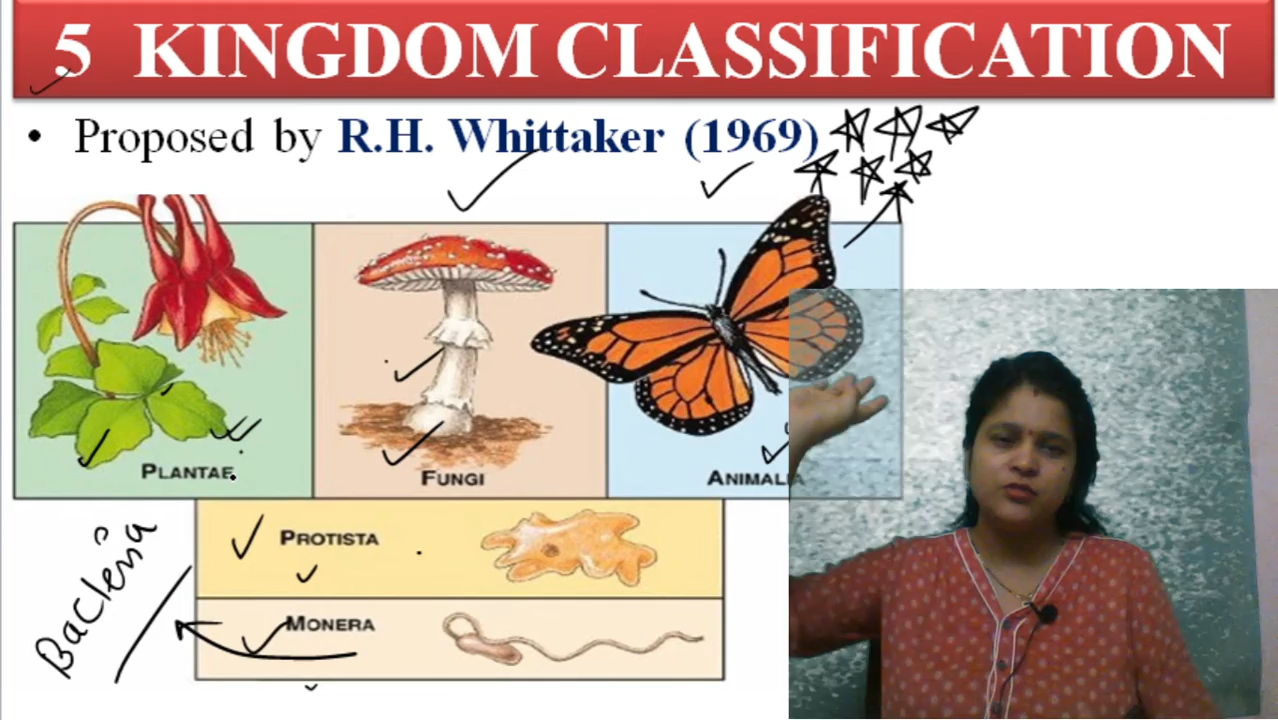 5 KINGDOM CLASSIFICATION
• Proposed by R.H. Whittaker (1969)
PLANTAE
FUNGI
ANIMALIA
PROTISTA
MONERA
Bacteria